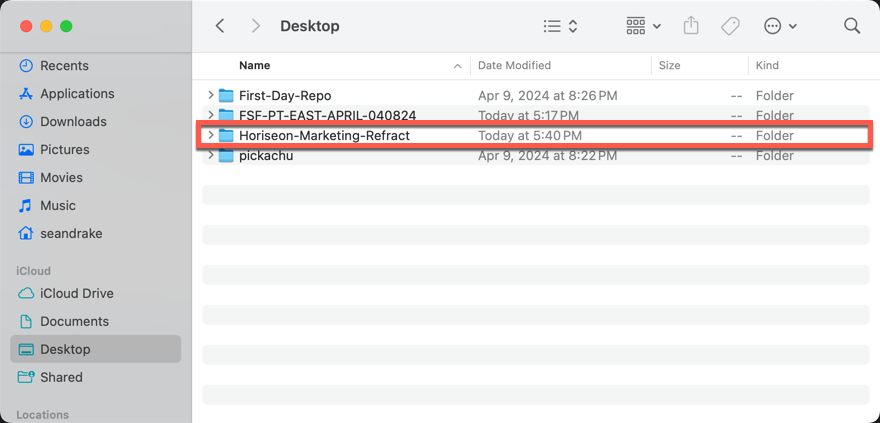 Desktop
Recents
Applications
Downloads
Pictures
Movies
Music
seandrake
iCloud
iCloud Drive
Documents
Desktop
Shared
Locations
Name Date Modified Size Kind
First-Day-Repo Apr 9, 2024 at 8:26 PM -- Folder
FSF-PT-EAST-APRIL-040824 Today at 5:17 PM -- Folder
Horiseon-Marketing-Refract Today at 5:40 PM -- Folder
pickachu Apr 9, 2024 at 8:22 PM -- Folder